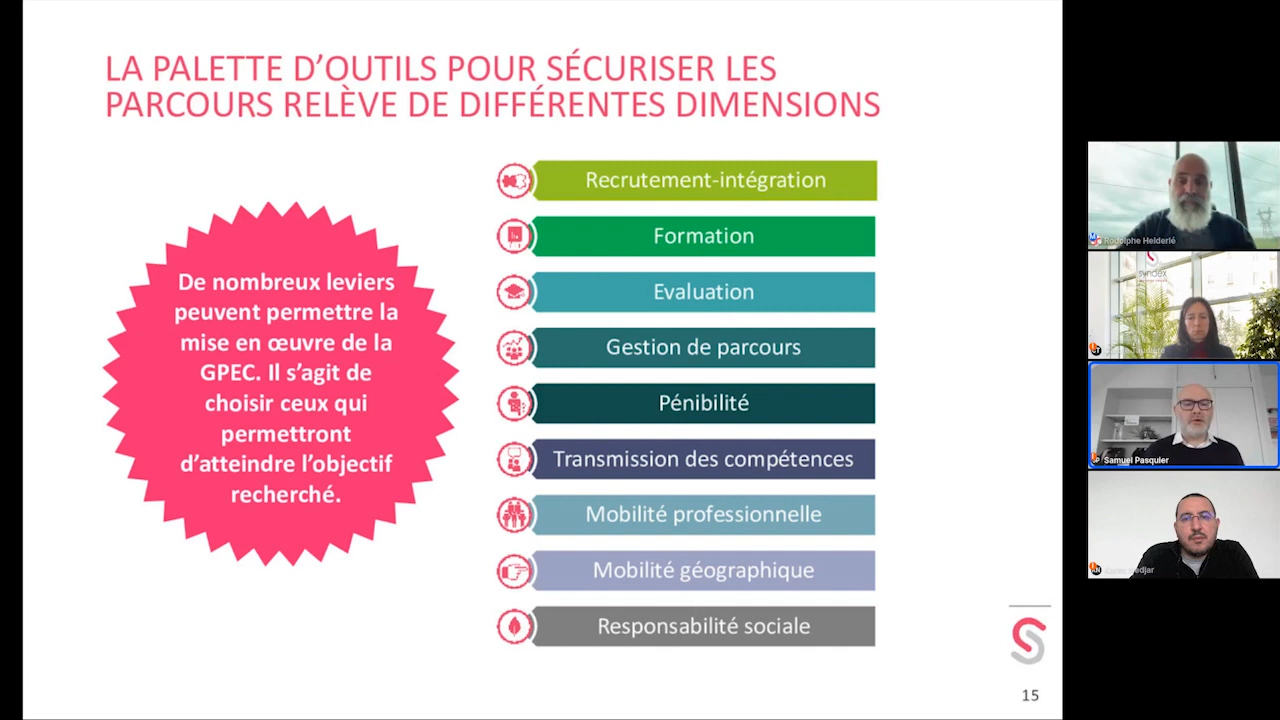 LA PALETTE D'OUTILS POUR SÉCURISER LES
PARCOURS RELÈVE DE DIFFÉRENTES DIMENSIONS
De nombreux leviers
peuvent permettre la
mise en œuvre de la
GPEC. Il s'agit de
choisir ceux qui
permettront
d'atteindre l'objectif
recherché.
Recrutement-intégration
Formation
Evaluation
Gestion de parcours
Pénibilité
Transmission des compétences
Mobilité professionnelle
Mobilité géographique
Responsabilité sociale
15
Rodolphe Helderlé
syndex
Samuel Pasquier